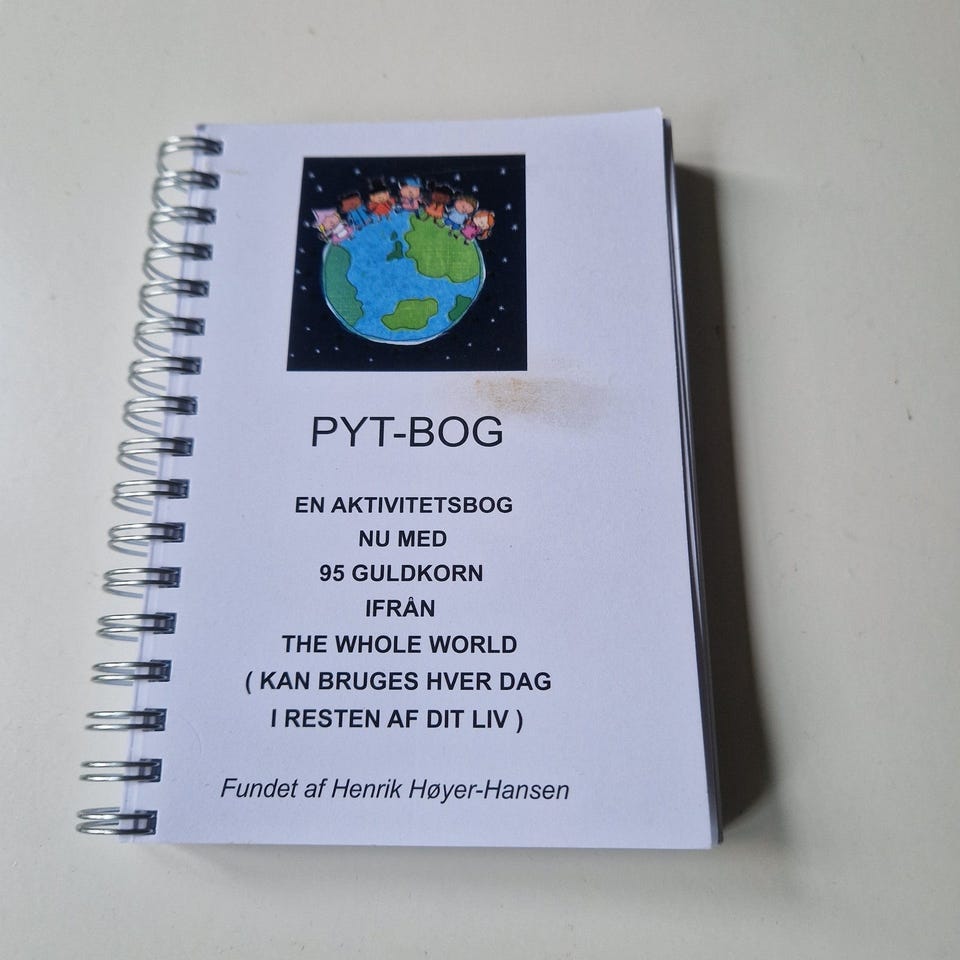 PYT-BOG
EN AKTIVITETSBOG
NU MED
95 GULDKORN
IFRÅN
THE WHOLE WORLD
( KAN BRUGES HVER DAG
I RESTEN AF DIT LIV )
Fundet af Henrik Høyer-Hansen